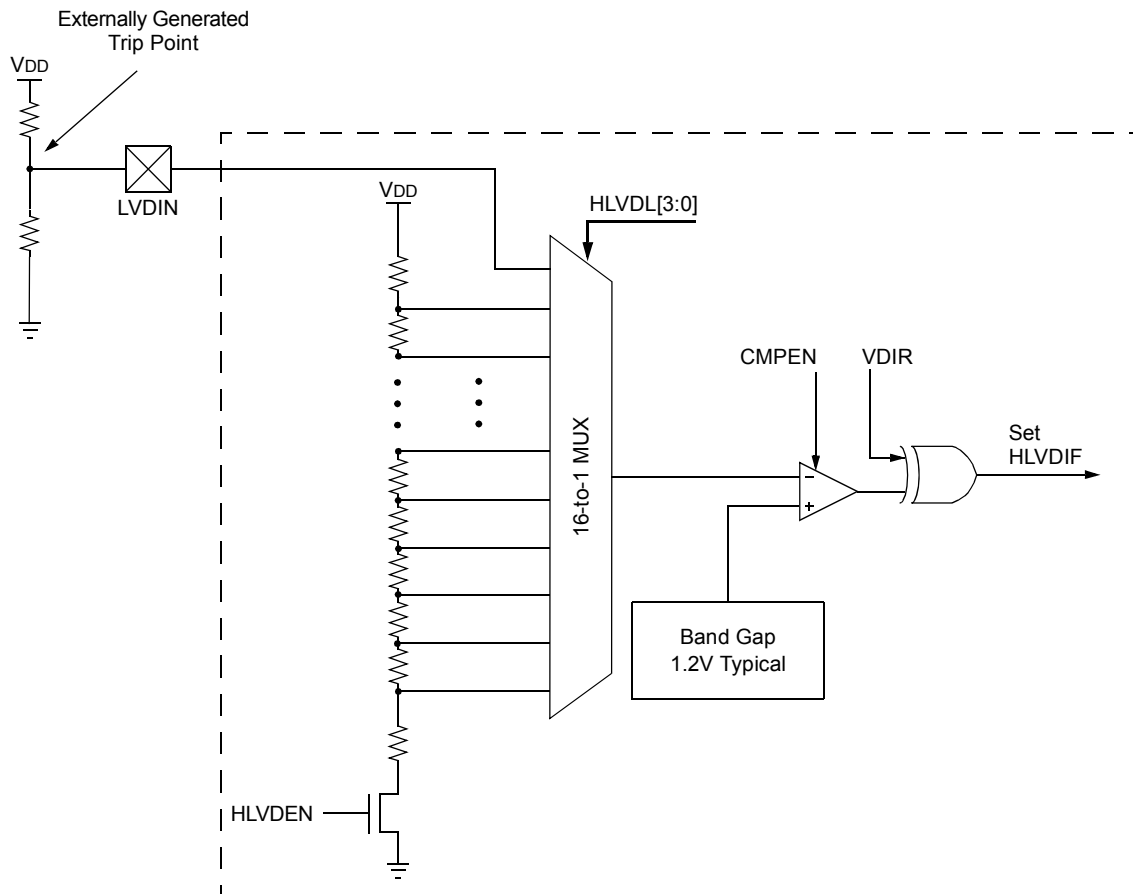 Externally Generated
Trip Point
VDD
LVDIN
VDD
HLVDL[3:0]
16-to-1 MUX
CMPEN
VDIR
Set
HLVDIF
–
+
Band Gap
1.2V Typical
HLVDEN